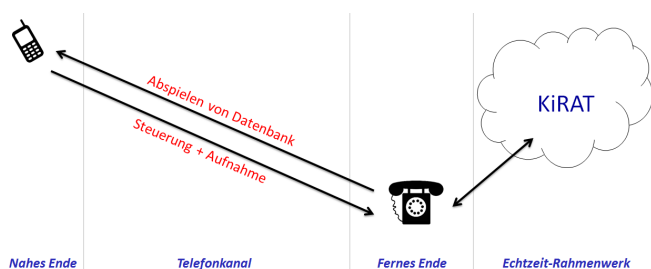 KiRAT
Abspielen von Datenbank
Steuerung + Aufnahme
Nahes Ende
Telefonkanal
Fernes Ende
Echtzeit-Rahmenwerk